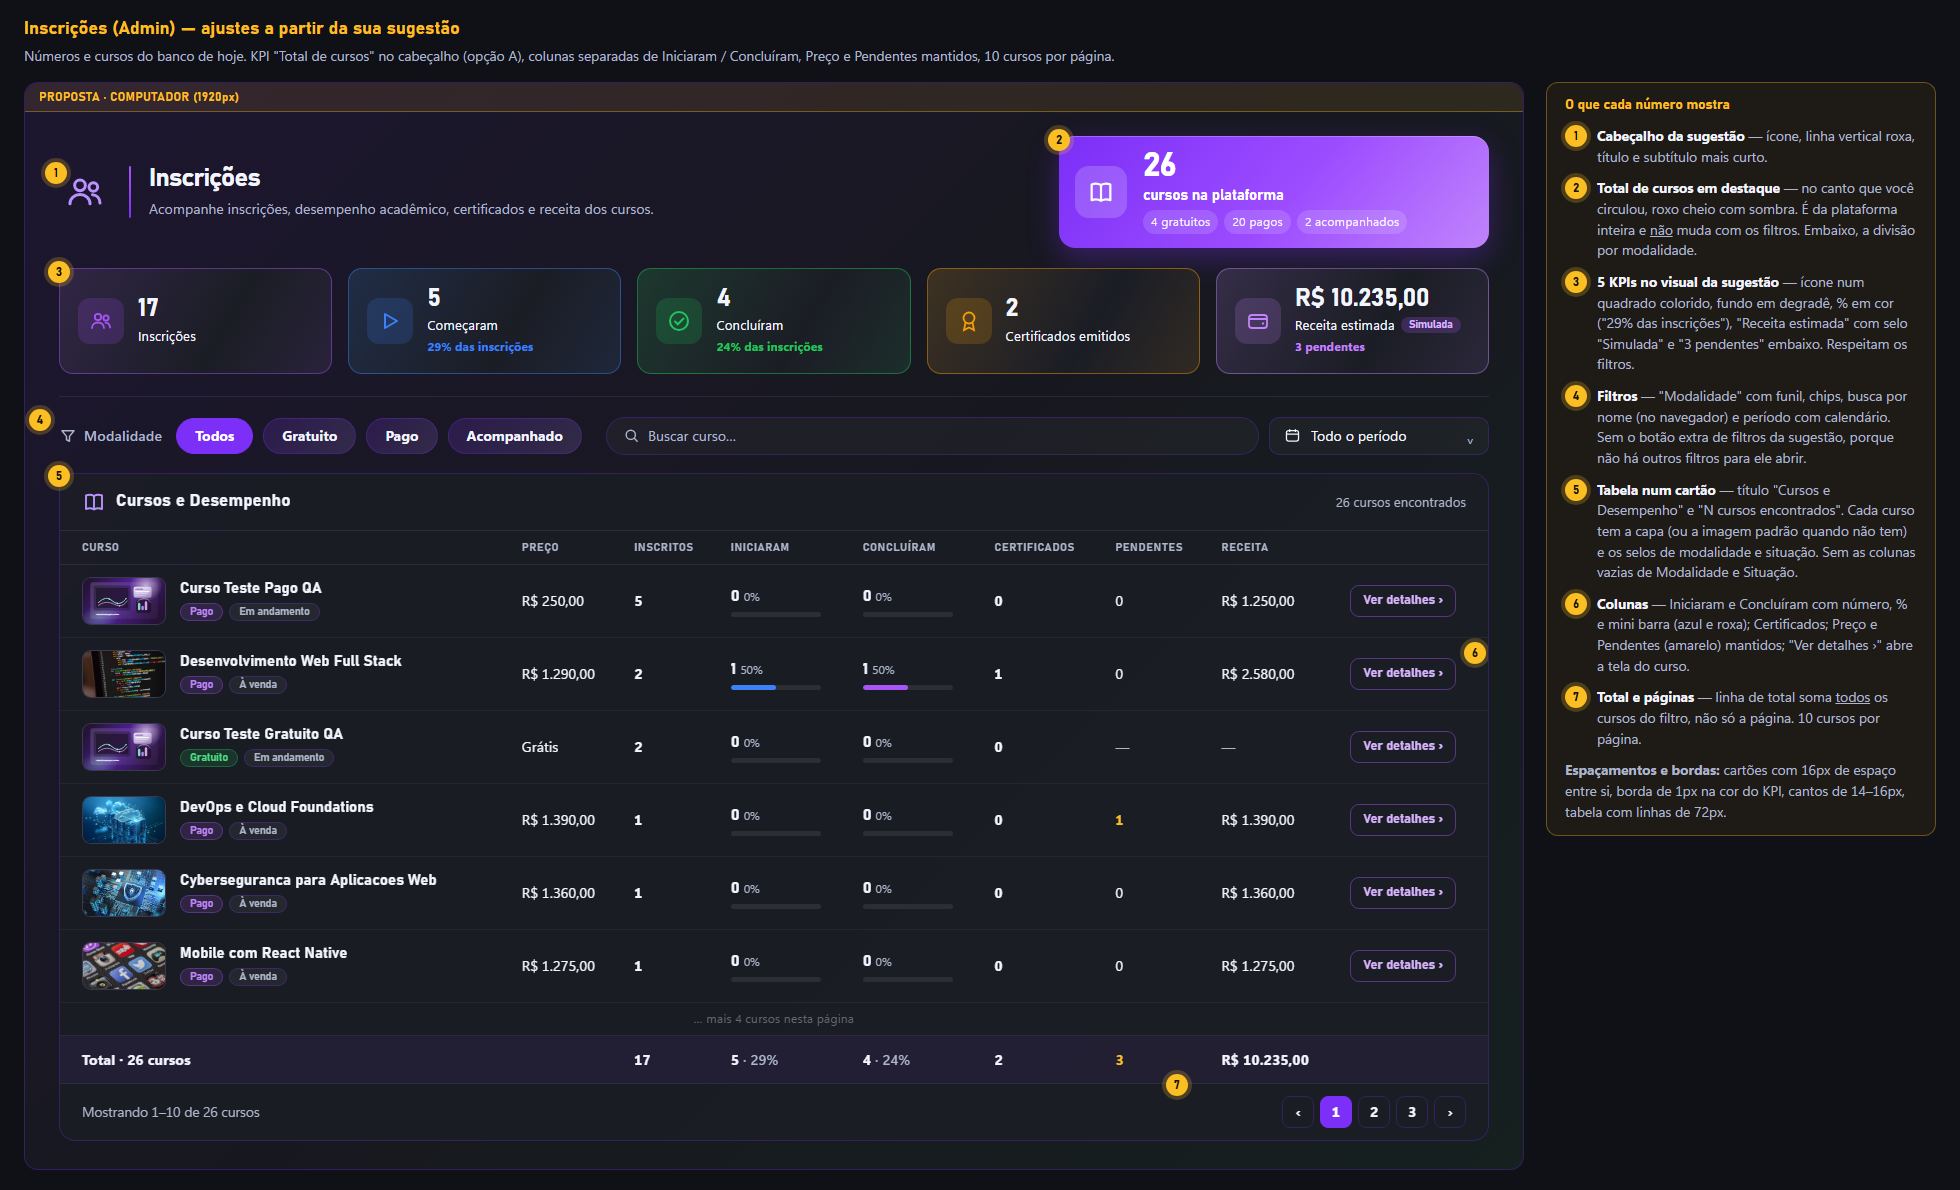 Inscrições (Admin) — ajustes a partir da sua sugestão
Números e cursos do banco de hoje. KPI "Total de cursos" no cabeçalho (opção A), colunas separadas de Iniciaram / Concluíram, Preço e Pendentes mantidos, 10 cursos por página.
PROPOSTA · COMPUTADOR (1920px)
1
Inscrições
Acompanhe inscrições, desempenho acadêmico, certificados e receita dos cursos.
2
26
cursos na plataforma
4 gratuitos 20 pagos 2 acompanhados
3
17
Inscrições
5
Começaram
29% das inscrições
4
Concluíram
24% das inscrições
2
Certificados emitidos
R$ 10.235,00
Receita estimada Simulada
3 pendentes
4
Modalidade Todos Gratuito Pago Acompanhado Buscar curso... Todo o período v
5
Cursos e Desempenho 26 cursos encontrados
CURSO PREÇO INSCRITOS INICIARAM CONCLUÍRAM CERTIFICADOS PENDENTES RECEITA
Curso Teste Pago QA
Pago Em andamento
R$ 250,00 5 0 0% 0 0% 0 0 R$ 1.250,00 Ver detalhes ›
Desenvolvimento Web Full Stack
Pago À venda
R$ 1.290,00 2 1 50% 1 50% 1 0 R$ 2.580,00 Ver detalhes ›
6
Curso Teste Gratuito QA
Gratuito Em andamento
Grátis 2 0 0% 0 0% 0 — — Ver detalhes ›
DevOps e Cloud Foundations
Pago À venda
R$ 1.390,00 1 0 0% 0 0% 0 1 R$ 1.390,00 Ver detalhes ›
Cyberseguranca para Aplicacoes Web
Pago À venda
R$ 1.360,00 1 0 0% 0 0% 0 0 R$ 1.360,00 Ver detalhes ›
Mobile com React Native
Pago À venda
R$ 1.275,00 1 0 0% 0 0% 0 0 R$ 1.275,00 Ver detalhes ›
... mais 4 cursos nesta página
Total · 26 cursos 17 5 · 29% 4 · 24% 2 3 R$ 10.235,00
7
Mostrando 1–10 de 26 cursos ‹ 1 2 3 ›
O que cada número mostra
1 Cabeçalho da sugestão — ícone, linha vertical roxa,
título e subtítulo mais curto.
2 Total de cursos em destaque — no canto que você
circulou, roxo cheio com sombra. É da plataforma
inteira e não muda com os filtros. Embaixo, a divisão
por modalidade.
3 5 KPIs no visual da sugestão — ícone num
quadrado colorido, fundo em degradê, % em cor
("29% das inscrições"), "Receita estimada" com selo
"Simulada" e "3 pendentes" embaixo. Respeitam os
filtros.
4 Filtros — "Modalidade" com funil, chips, busca por
nome (no navegador) e período com calendário.
Sem o botão extra de filtros da sugestão, porque
não há outros filtros para ele abrir.
5 Tabela num cartão — título "Cursos e
Desempenho" e "N cursos encontrados". Cada curso
tem a capa (ou a imagem padrão quando não tem)
e os selos de modalidade e situação. Sem as colunas
vazias de Modalidade e Situação.
6 Colunas — Iniciaram e Concluíram com número, %
e mini barra (azul e roxa); Certificados; Preço e
Pendentes (amarelo) mantidos; "Ver detalhes ›" abre
a tela do curso.
7 Total e páginas — linha de total soma todos os
cursos do filtro, não só a página. 10 cursos por
página.
Espaçamentos e bordas: cartões com 16px de espaço
entre si, borda de 1px na cor do KPI, cantos de 14–16px,
tabela com linhas de 72px.